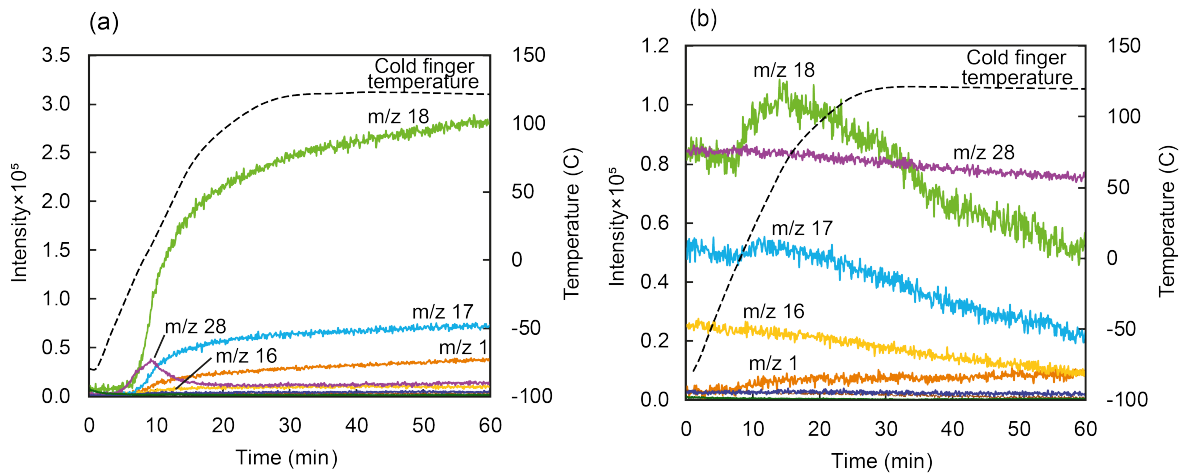 (a)
3.5
3.0
2.5
2.0
1.5
1.0
0.5
0.0
Intensity×10⁵
150
100
50
0
-50
-100
Temperature (C)
Cold finger
temperature
m/z 18
m/z 28
m/z 16
m/z 17
m/z 1
0 10 20 30 40 50 60
Time (min)
(b)
1.2
1.0
0.8
0.6
0.4
0.2
0.0
Intensity×10⁵
150
100
50
0
-50
-100
Temperature (C)
Cold finger
temperature
m/z 18
m/z 28
m/z 17
m/z 16
m/z 1
0 10 20 30 40 50 60
Time (min)